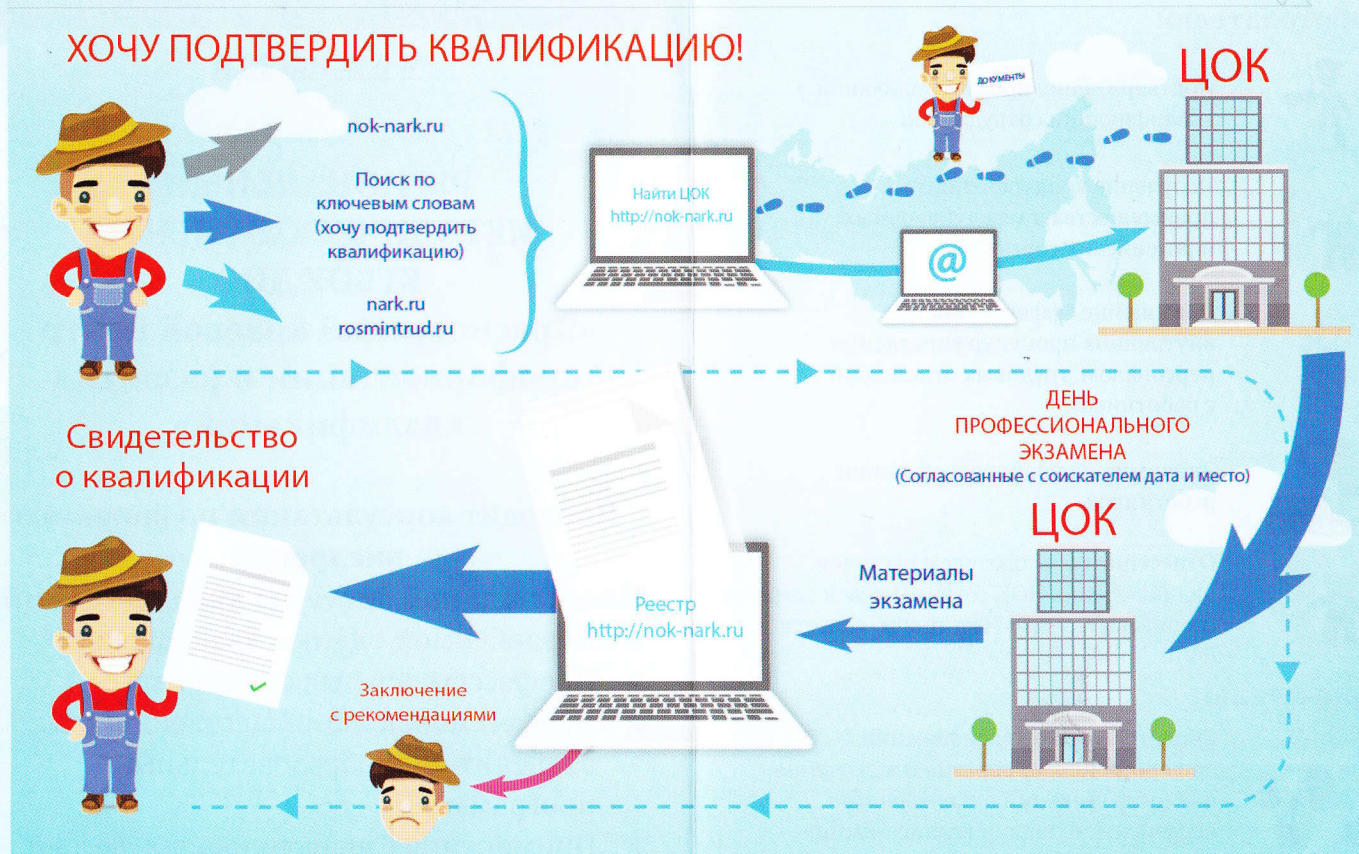 ХОЧУ ПОДТВЕРДИТЬ КВАЛИФИКАЦИЮ!
nok-nark.ru
Поиск по
ключевым словам
(хочу подтвердить
квалификацию)
nark.ru
rosmintrud.ru
Найти ЦОК
http://nok-nark.ru
ДОКУМЕНТЫ
@
ЦОК
ДЕНЬ
ПРОФЕССИОНАЛЬНОГО
ЭКЗАМЕНА
(Согласованные с соискателем дата и место)
ЦОК
Материалы
экзамена
Реестр
http://nok-nark.ru
Свидетельство
о квалификации
Заключение
с рекомендациями